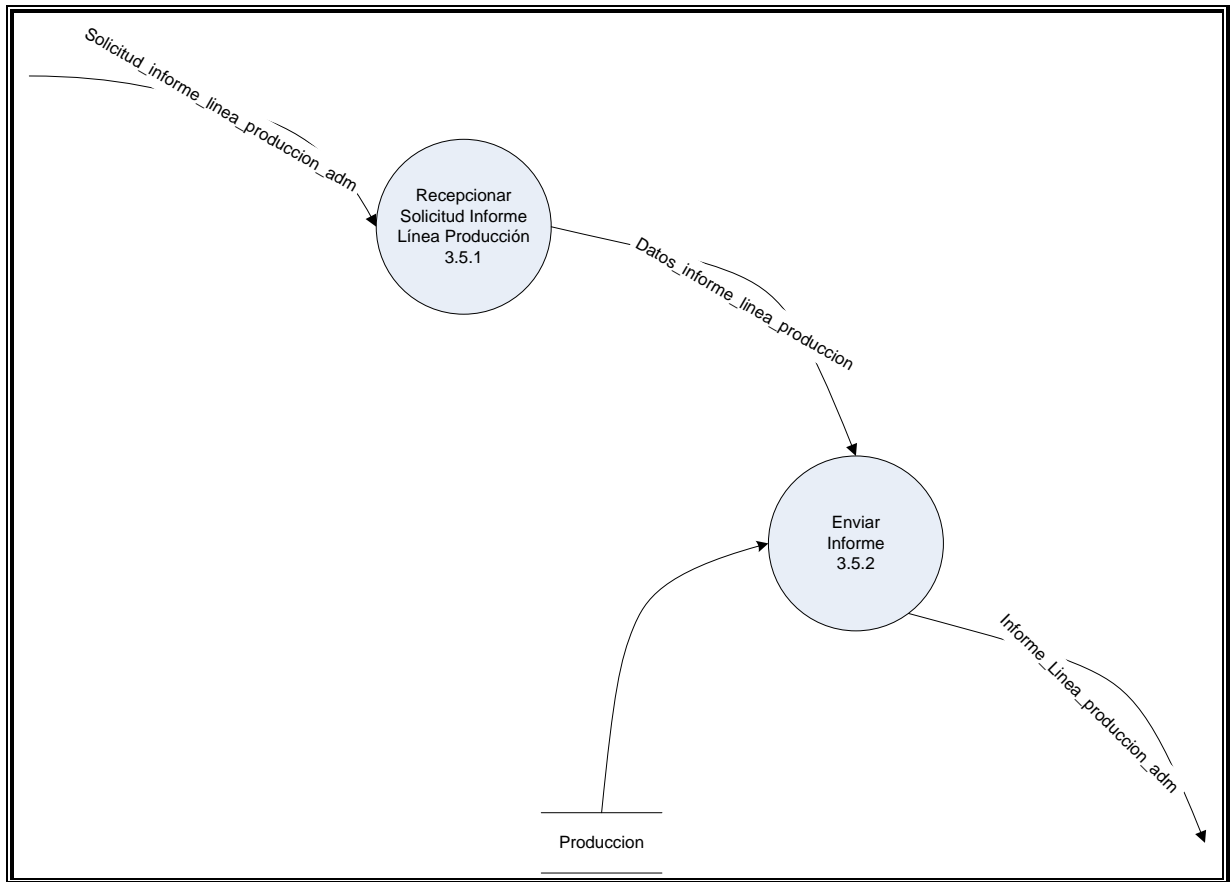 Solicitud_informe_linea_produccion_adm
Recepcionar
Solicitud Informe
Línea Producción
3.5.1
Datos_informe_linea_produccion
Enviar
Informe
3.5.2
Informe_Linea_produccion_adm
Produccion